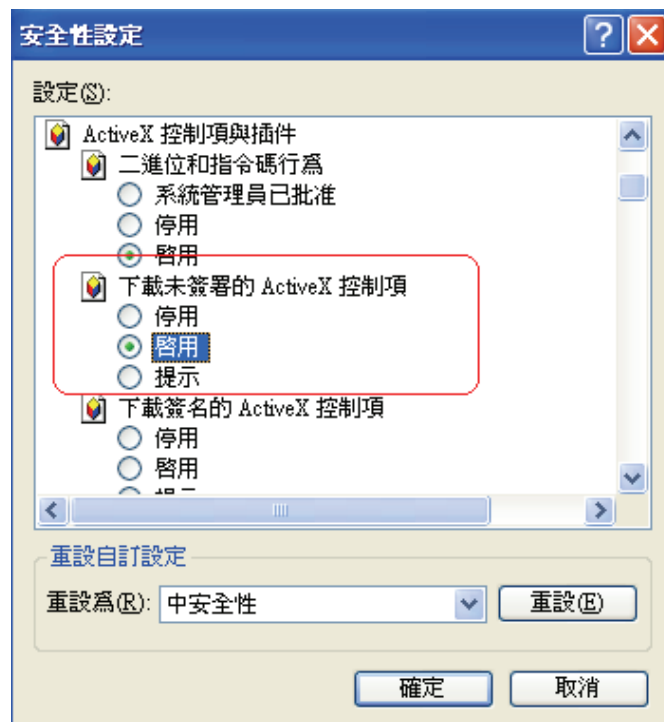 安全性設定
設定(S):
ActiveX 控制項與插件
二進位和指令碼行爲
系統管理員已批准
停用
啓用
下載未簽署的 ActiveX 控制項
停用
啓用
提示
下載簽名的 ActiveX 控制項
停用
啓用
重設自訂設定
重設爲(R): 中安全性 重設(E)
確定 取消